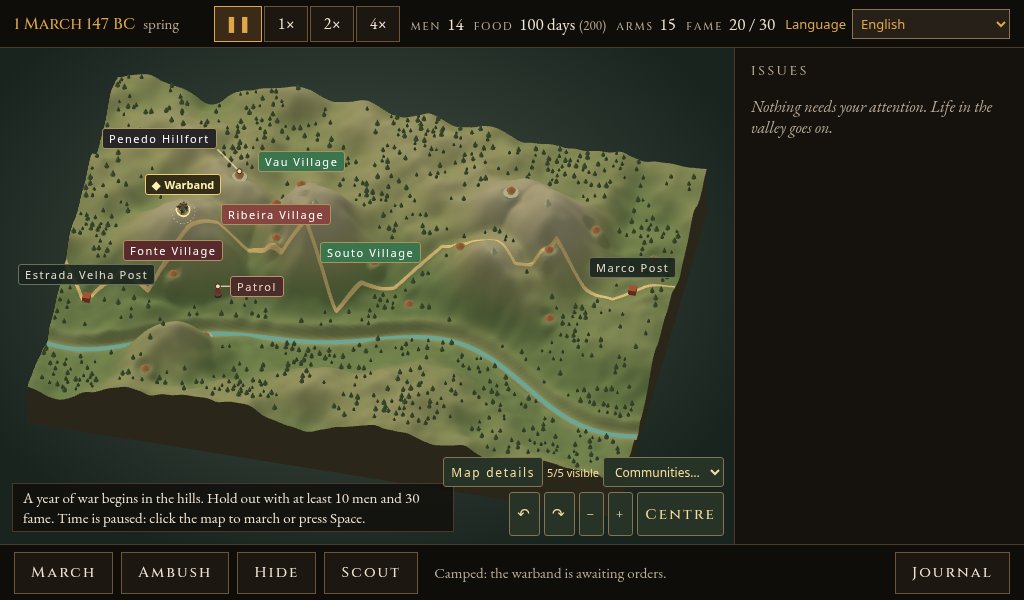 1 MARCH 147 BC spring
❚❚ 1× 2× 4×
MEN 14 FOOD 100 days (200) ARMS 15 FAME 20 / 30
Language English
ISSUES
Nothing needs your attention. Life in the
valley goes on.
Penedo Hillfort
Vau Village
◆ Warband
Ribeira Village
Fonte Village
Souto Village
Estrada Velha Post
Marco Post
Patrol
Map details 5/5 visible Communities...
A year of war begins in the hills. Hold out with at least 10 men and 30
fame. Time is paused: click the map to march or press Space.
↶ ↷ − + CENTRE
MARCH AMBUSH HIDE SCOUT Camped: the warband is awaiting orders. JOURNAL